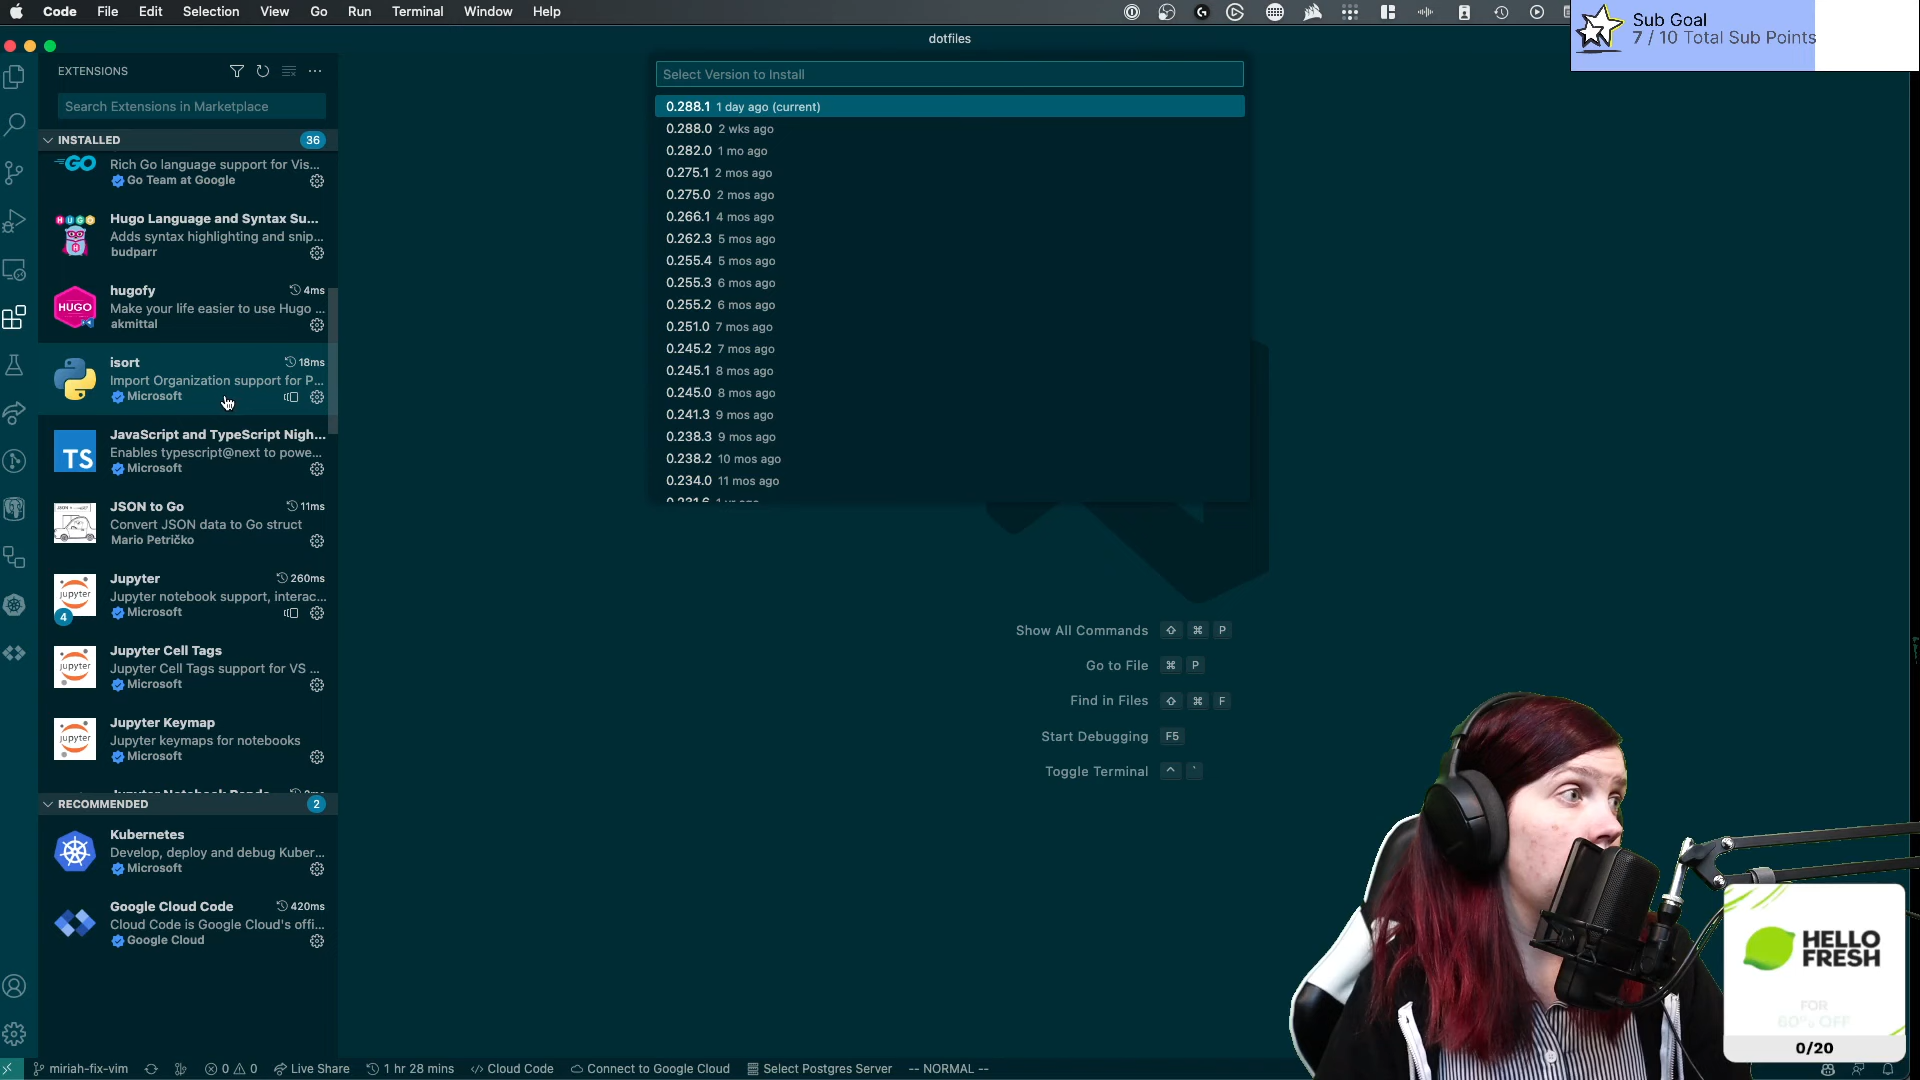 Code File Edit Selection View Go Run Terminal Window Help
dotfiles
Sub Goal
7 / 10 Total Sub Points
EXTENSIONS
Search Extensions in Marketplace
INSTALLED 36
GO
Rich Go language support for Vis...
Go Team at Google
HUGO
Hugo Language and Syntax Su...
Adds syntax highlighting and snip...
budparr
HUGO
hugofy 4ms
Make your life easier to use Hugo ...
akmittal
isort 18ms
Import Organization support for P...
Microsoft
TS
JavaScript and TypeScript Nigh...
Enables typescript@next to powe...
Microsoft
JSON to Go 11ms
Convert JSON data to Go struct
Mario Petričko
jupyter
4
Jupyter 260ms
Jupyter notebook support, interac...
Microsoft
jupyter
Jupyter Cell Tags
Jupyter Cell Tags support for VS ...
Microsoft
jupyter
Jupyter Keymap
Jupyter keymaps for notebooks
Microsoft
RECOMMENDED 2
Kubernetes
Develop, deploy and debug Kuber...
Microsoft
Google Cloud Code 420ms
Cloud Code is Google Cloud's offi...
Google Cloud
Select Version to Install
0.288.1 1 day ago (current)
0.288.0 2 wks ago
0.282.0 1 mo ago
0.275.1 2 mos ago
0.275.0 2 mos ago
0.266.1 4 mos ago
0.262.3 5 mos ago
0.255.4 5 mos ago
0.255.3 6 mos ago
0.255.2 6 mos ago
0.251.0 7 mos ago
0.245.2 7 mos ago
0.245.1 8 mos ago
0.245.0 8 mos ago
0.241.3 9 mos ago
0.238.3 9 mos ago
0.238.2 10 mos ago
0.234.0 11 mos ago
Show All Commands ⇧ ⌘ P
Go to File ⌘ P
Find in Files ⇧ ⌘ F
Start Debugging F5
Toggle Terminal ^ `
HELLO
FRESH
FOR
60% OFF
0/20
miriah-fix-vim 0 0 Live Share 1 hr 28 mins Cloud Code Connect to Google Cloud Select Postgres Server -- NORMAL --